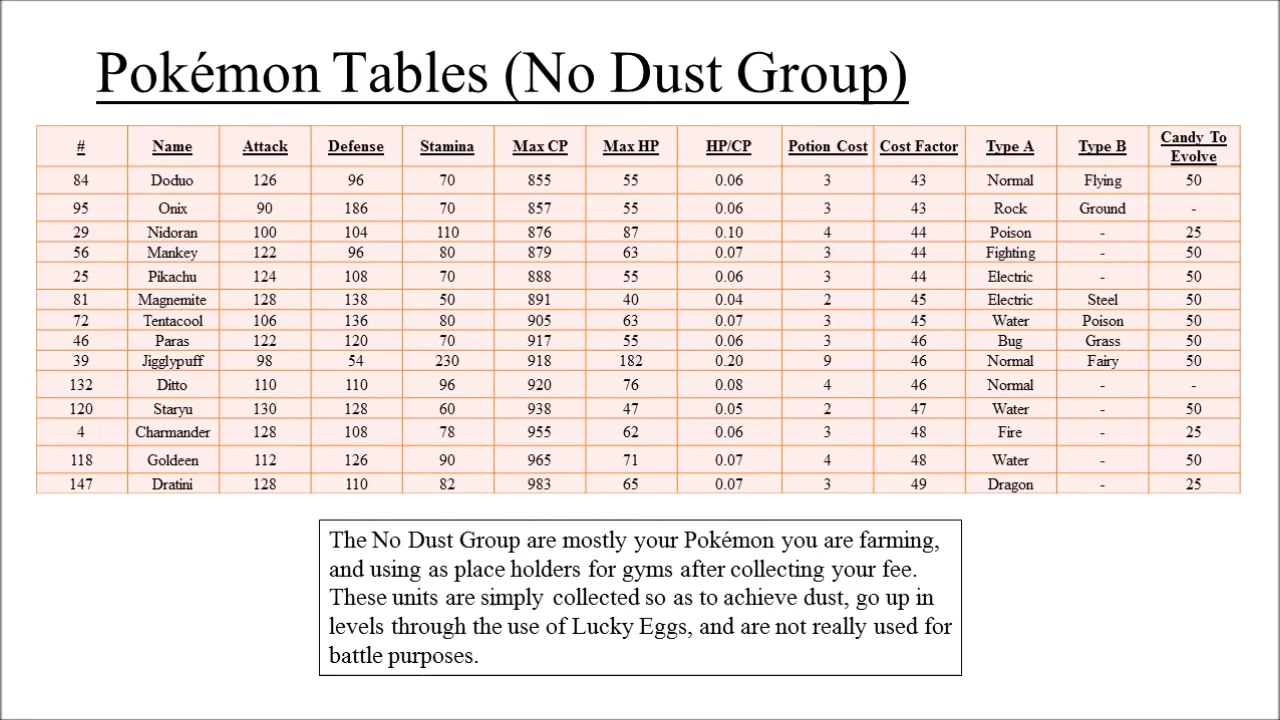 Pokémon Tables (No Dust Group)
# Name Attack Defense Stamina Max CP Max HP HP/CP Potion Cost Cost Factor Type A Type B Candy To Evolve
84 Doduo 126 96 70 855 55 0.06 3 43 Normal Flying 50
95 Onix 90 186 70 857 55 0.06 3 43 Rock Ground -
29 Nidoran 100 104 110 876 87 0.10 4 44 Poison - 25
56 Mankey 122 96 80 879 63 0.07 3 44 Fighting - 50
25 Pikachu 124 108 70 888 55 0.06 3 44 Electric - 50
81 Magnemite 128 138 50 891 40 0.04 2 45 Electric Steel 50
72 Tentacool 106 136 80 905 63 0.07 3 45 Water Poison 50
46 Paras 122 120 70 917 55 0.06 3 46 Bug Grass 50
39 Jigglypuff 98 54 230 918 182 0.20 9 46 Normal Fairy 50
132 Ditto 110 110 96 920 76 0.08 4 46 Normal - -
120 Staryu 130 128 60 938 47 0.05 2 47 Water - 50
4 Charmander 128 108 78 955 62 0.06 3 48 Fire - 25
118 Goldeen 112 126 90 965 71 0.07 4 48 Water - 50
147 Dratini 128 110 82 983 65 0.07 3 49 Dragon - 25
The No Dust Group are mostly your Pokémon you are farming,
and using as place holders for gyms after collecting your fee.
These units are simply collected so as to achieve dust, go up in
levels through the use of Lucky Eggs, and are not really used for
battle purposes.